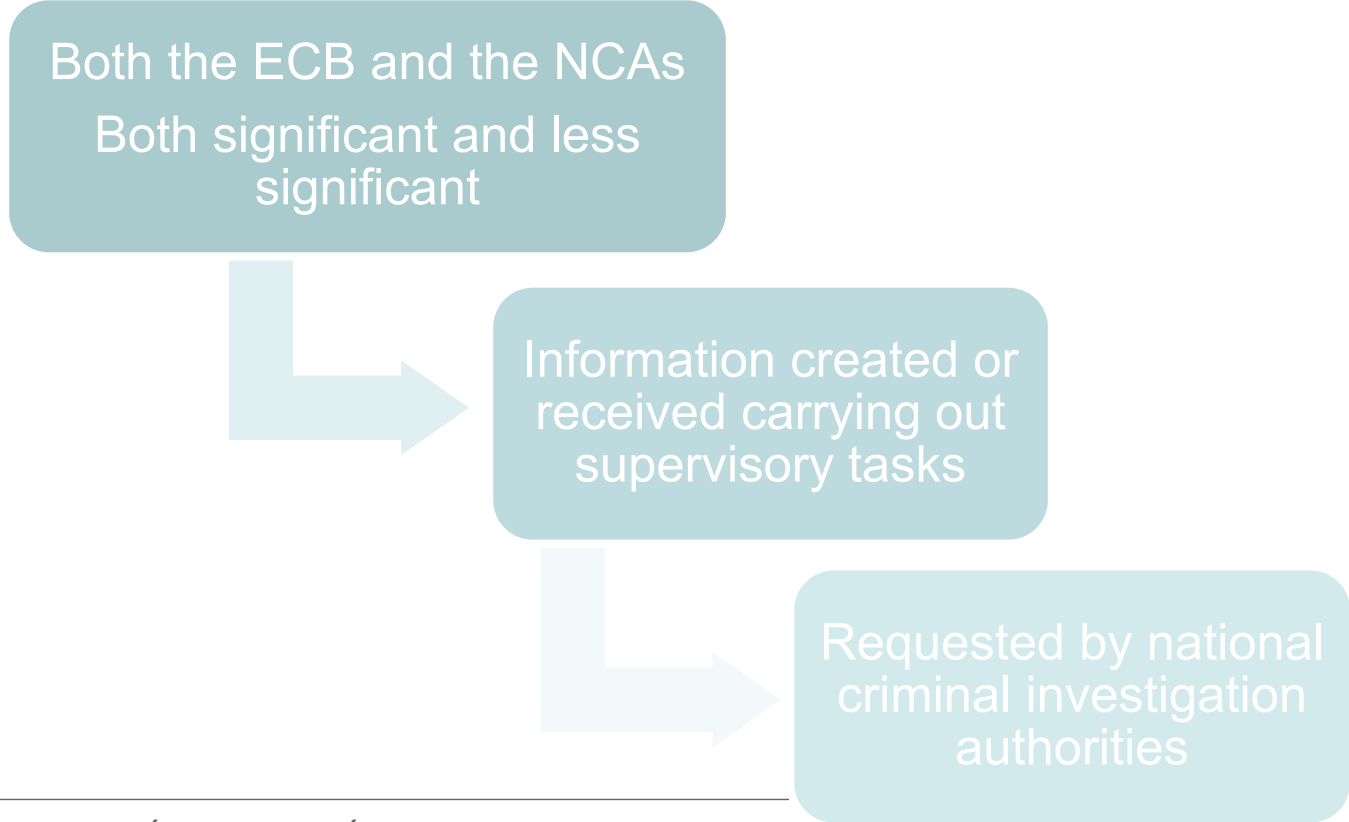 Both the ECB and the NCAs
Both significant and less
significant
Information created or
received carrying out
supervisory tasks
Requested by national
criminal investigation
authorities